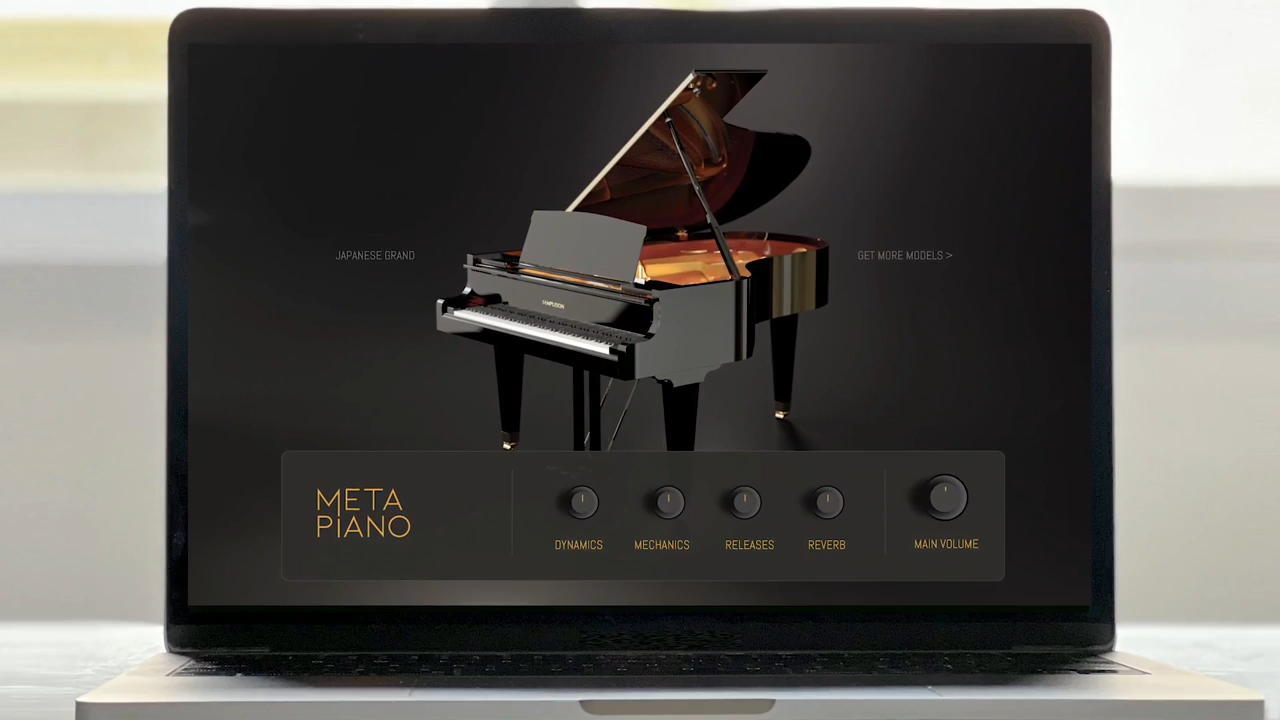 JAPANESE GRAND
GET MORE MODELS >
META
PIANO
DYNAMICS
MECHANICS
RELEASES
REVERB
MAIN VOLUME